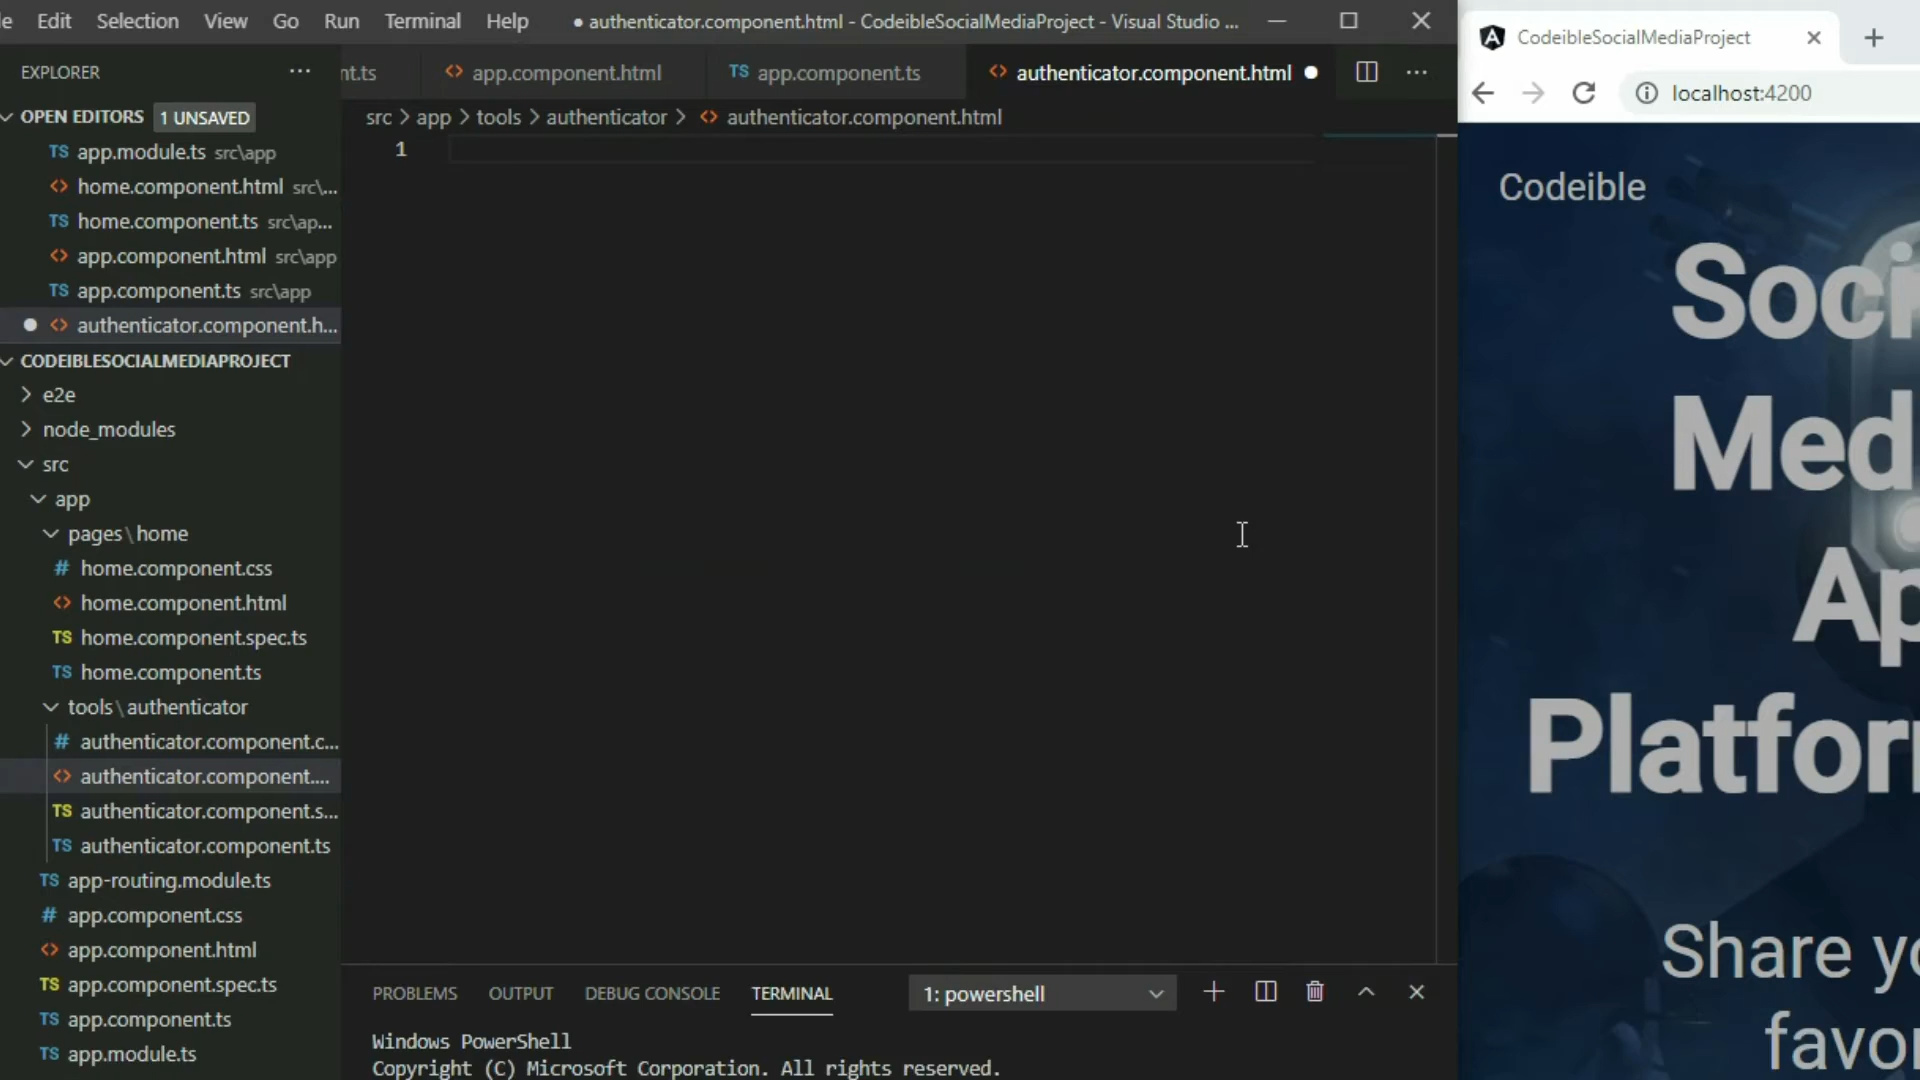 Edit Selection View Go Run Terminal Help ● authenticator.component.html - CodeibleSocialMediaProject - Visual Studio ...
EXPLORER ...
nt.ts app.component.html TS app.component.ts authenticator.component.html
OPEN EDITORS 1 UNSAVED
src > app > tools > authenticator > authenticator.component.html
1
TS app.module.ts src\app
home.component.html src\...
TS home.component.ts src\ap...
app.component.html src\app
TS app.component.ts src\app
authenticator.component.h...
CODEIBLESOCIALMEDIAPROJECT
e2e
node_modules
src
app
pages\home
# home.component.css
home.component.html
TS home.component.spec.ts
TS home.component.ts
tools\authenticator
# authenticator.component.c...
authenticator.component....
TS authenticator.component.s...
TS authenticator.component.ts
TS app-routing.module.ts
# app.component.css
app.component.html
TS app.component.spec.ts
TS app.component.ts
TS app.module.ts
PROBLEMS OUTPUT DEBUG CONSOLE TERMINAL 1: powershell
Windows PowerShell
Copyright (C) Microsoft Corporation. All rights reserved.
CodeibleSocialMediaProject
localhost:4200
Codeible
Soci
Med
Ap
Platfor
Share yo
favor